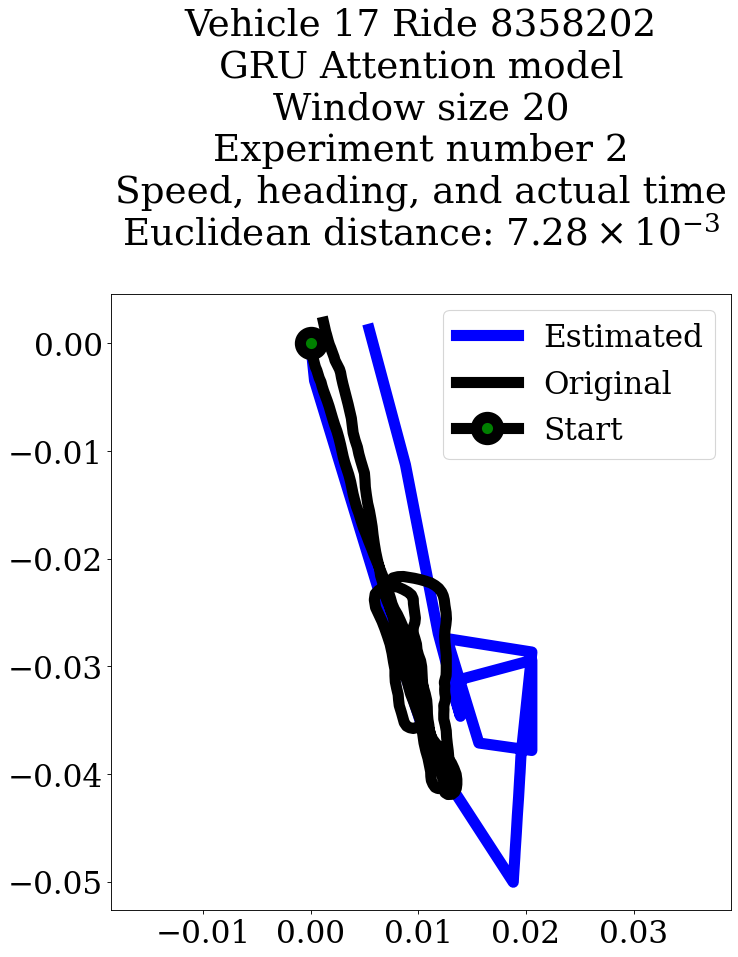 Vehicle 17 Ride 8358202
GRU Attention model
Window size 20
Experiment number 2
Speed, heading, and actual time
Euclidean distance: 7.28 × 10⁻³
Estimated
Original
Start
0.00
−0.01
−0.02
−0.03
−0.04
−0.05
−0.01 0.00 0.01 0.02 0.03